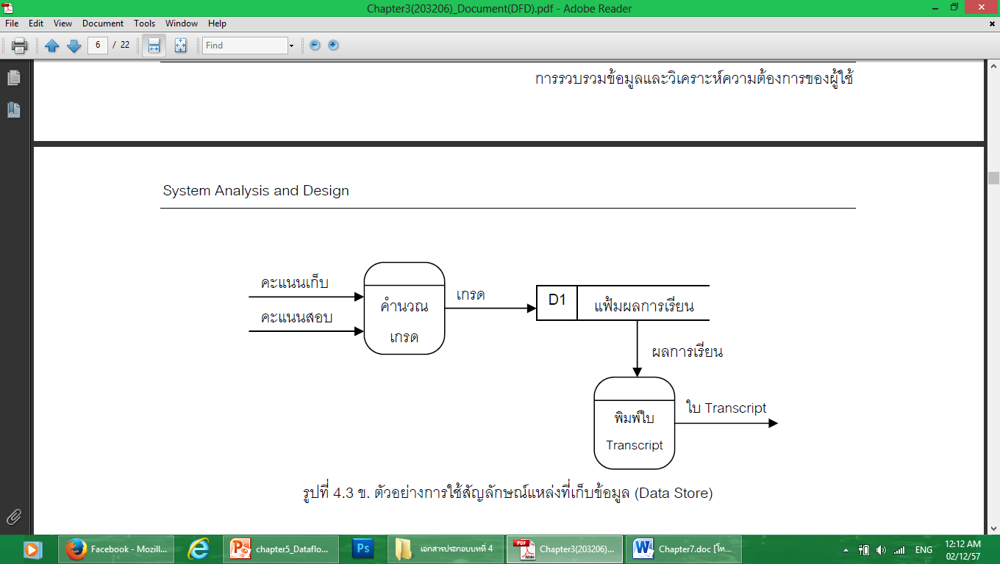 Chapter3(203206)_Document(DFD).pdf - Adobe Reader
File Edit View Document Tools Window Help
6 / 22 Find
การรวบรวมข้อมูลและวิเคราะห์ความต้องการของผู้ใช้
System Analysis and Design
คะแนนเก็บ
คะแนนสอบ
คำนวณ
เกรด
เกรด
D1 แฟ้มผลการเรียน
ผลการเรียน
พิมพ์ใบ
Transcript
ใบ Transcript
รูปที่ 4.3 ข. ตัวอย่างการใช้สัญลักษณ์แหล่งที่เก็บข้อมูล (Data Store)
Facebook - Mozill... chapter5_Dataflo... Ps เอกสารประกอบบทที่ 4 Chapter3(203206)... Chapter7.doc [โห... ENG 12:12 AM
02/12/57